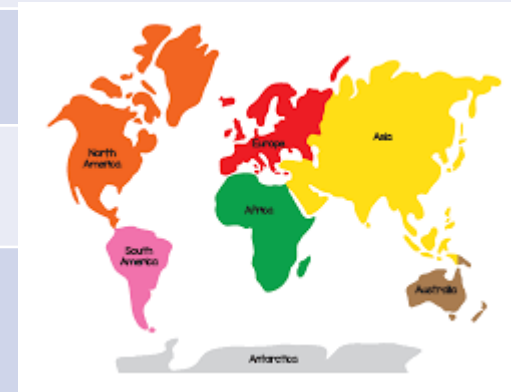 North
America
Europe
Asia
Africa
South
America
Australia
Antarctica